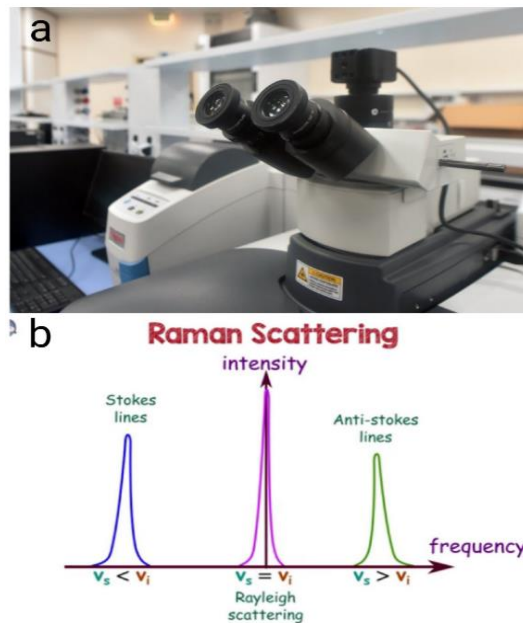 a
b
Raman Scattering
intensity
Stokes
lines
Anti-stokes
lines
frequency
vs < vi
vs = vi
vs > vi
Rayleigh
scattering